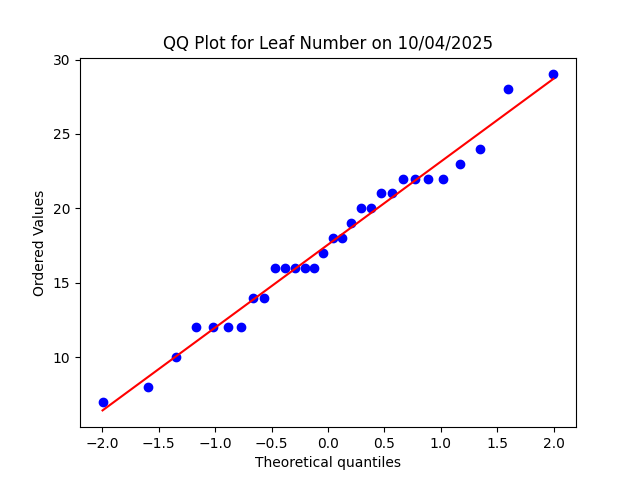 QQ Plot for Leaf Number on 10/04/2025
30
25
20
15
10
Ordered Values
−2.0 −1.5 −1.0 −0.5 0.0 0.5 1.0 1.5 2.0
Theoretical quantiles